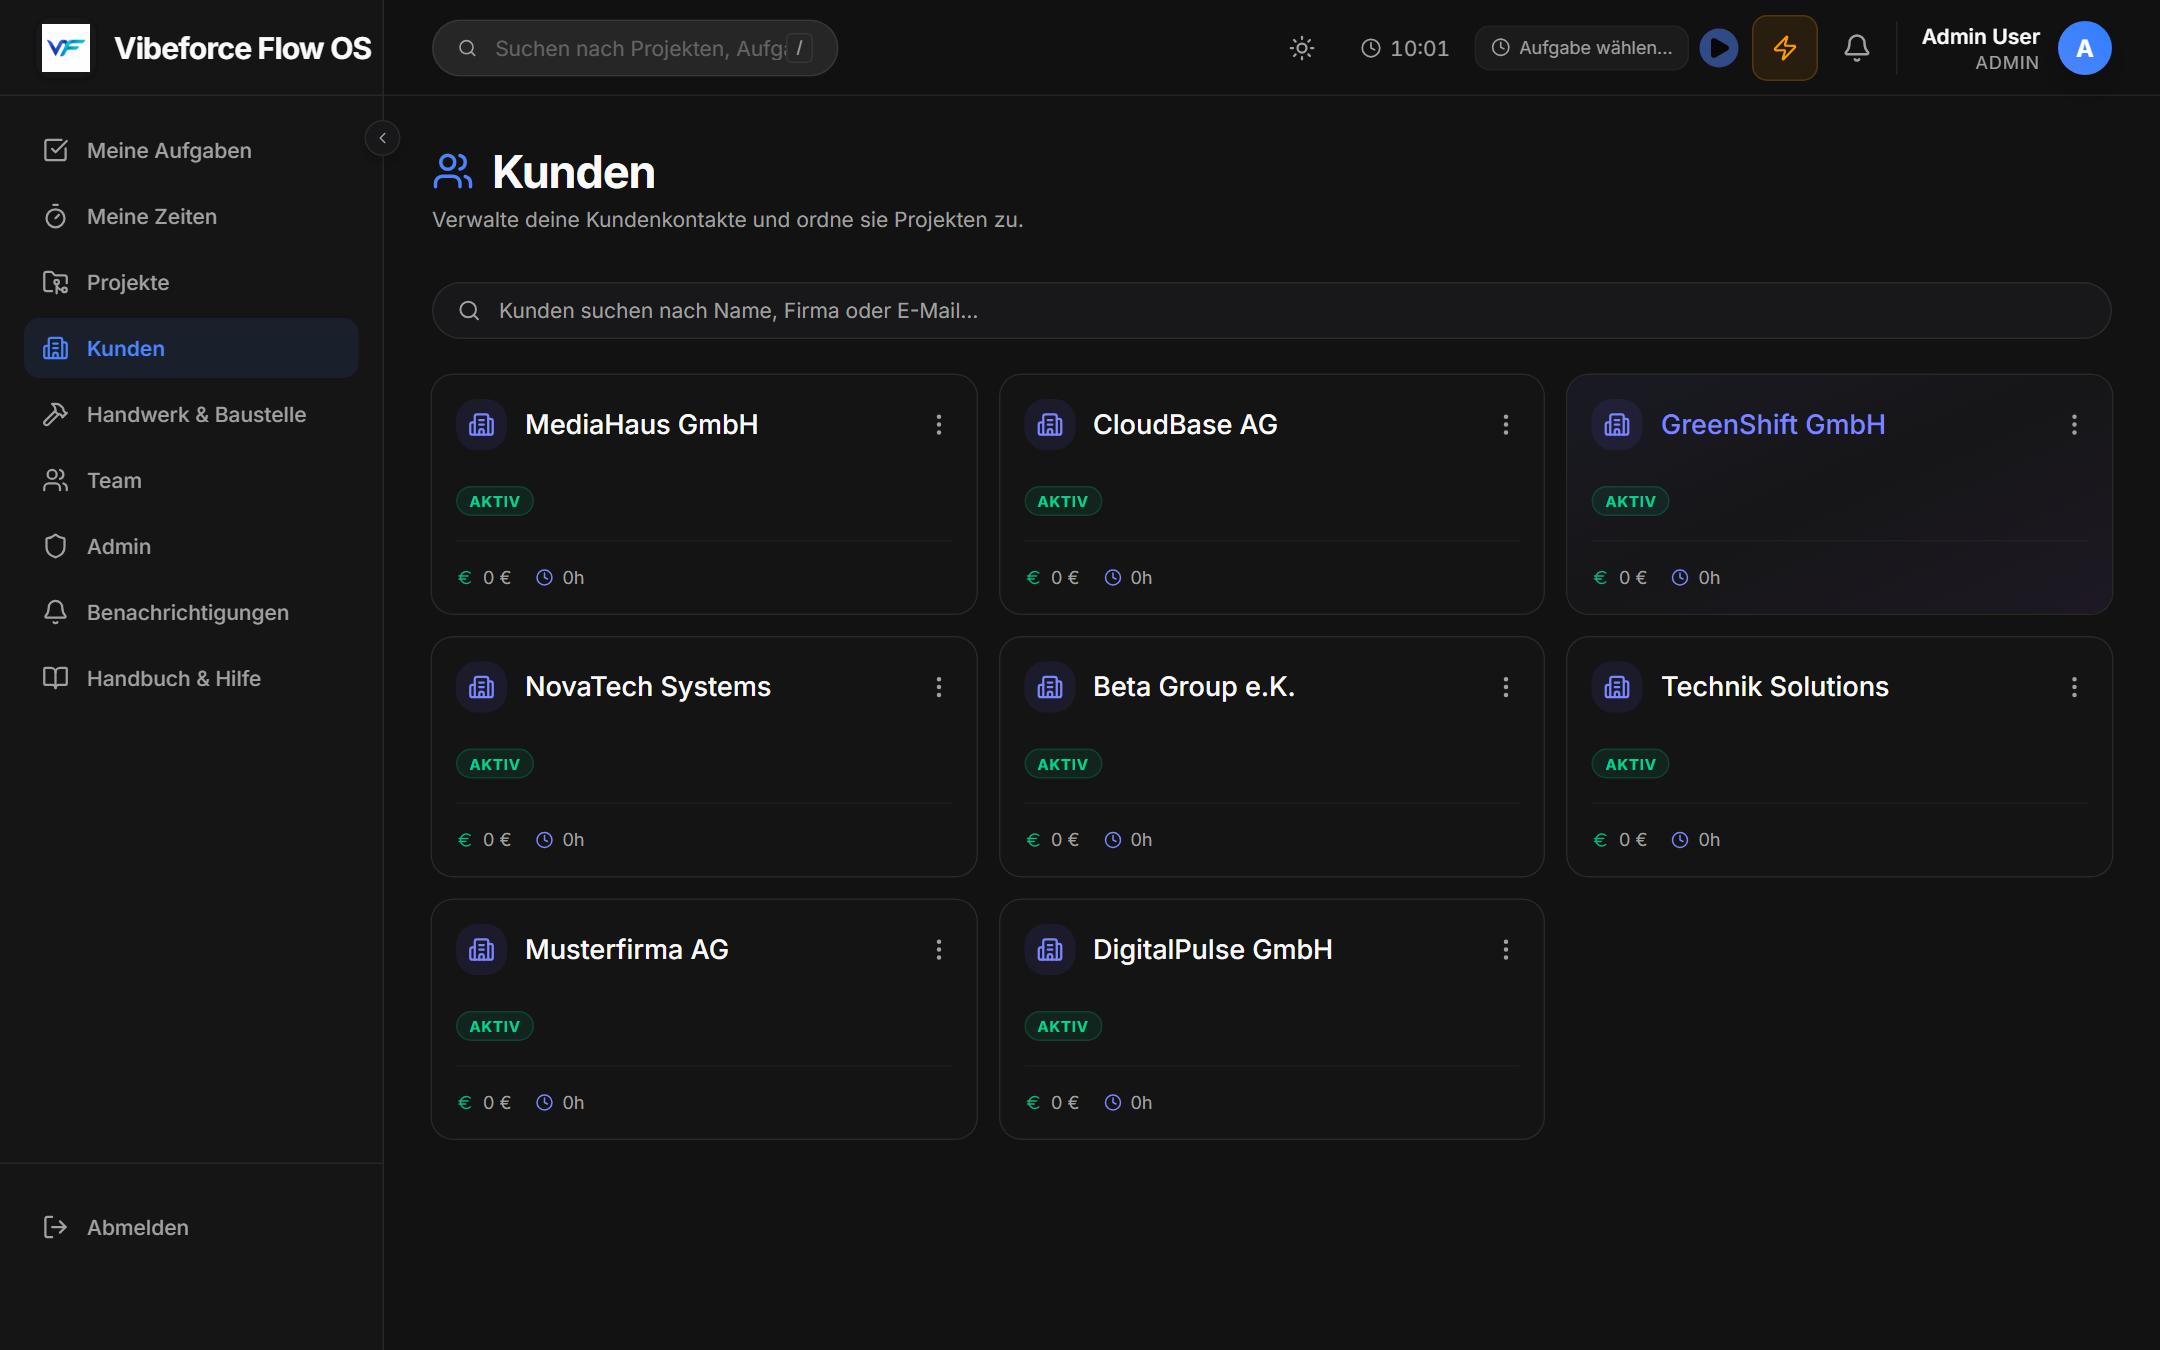 VF Vibeforce Flow OS
Suchen nach Projekten, Aufga /
10:01
Aufgabe wählen...
Admin User
ADMIN
A
Meine Aufgaben
Meine Zeiten
Projekte
Kunden
Handwerk & Baustelle
Team
Admin
Benachrichtigungen
Handbuch & Hilfe
Abmelden
Kunden
Verwalte deine Kundenkontakte und ordne sie Projekten zu.
Kunden suchen nach Name, Firma oder E-Mail...
MediaHaus GmbH
AKTIV
€ 0 € 0h
CloudBase AG
AKTIV
€ 0 € 0h
GreenShift GmbH
AKTIV
€ 0 € 0h
NovaTech Systems
AKTIV
€ 0 € 0h
Beta Group e.K.
AKTIV
€ 0 € 0h
Technik Solutions
AKTIV
€ 0 € 0h
Musterfirma AG
AKTIV
€ 0 € 0h
DigitalPulse GmbH
AKTIV
€ 0 € 0h